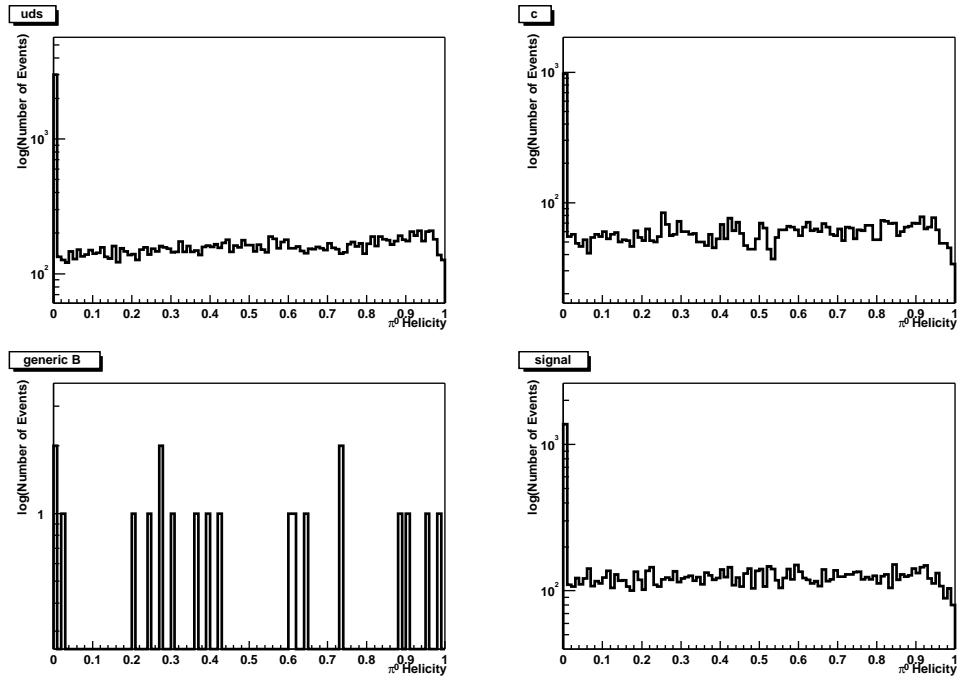 uds
log(Number of Events)
10³
10²
0 0.1 0.2 0.3 0.4 0.5 0.6 0.7 0.8 0.9 1
π⁰ Helicity
c
log(Number of Events)
10³
10²
0 0.1 0.2 0.3 0.4 0.5 0.6 0.7 0.8 0.9 1
π⁰ Helicity
generic B
log(Number of Events)
1
0 0.1 0.2 0.3 0.4 0.5 0.6 0.7 0.8 0.9 1
π⁰ Helicity
signal
log(Number of Events)
10³
10²
0 0.1 0.2 0.3 0.4 0.5 0.6 0.7 0.8 0.9 1
π⁰ Helicity